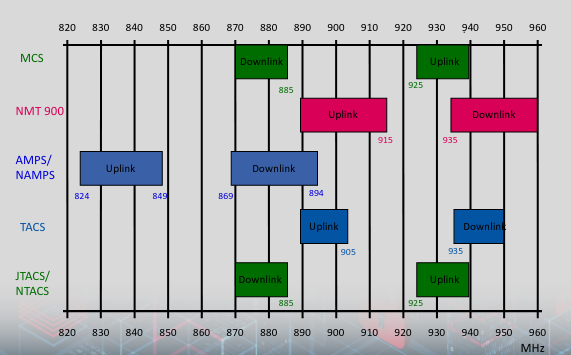 820 830 840 850 860 870 880 890 900 910 920 930 940 950 960
MCS
Downlink
Uplink
885
925
NMT 900
Uplink
Downlink
915
935
AMPS/
NAMPS
Uplink
Downlink
824
849
869
894
TACS
Uplink
Downlink
905
935
JTACS/
NTACS
Downlink
Uplink
885
925
820 830 840 850 860 870 880 890 900 910 920 930 940 950 960
MHz